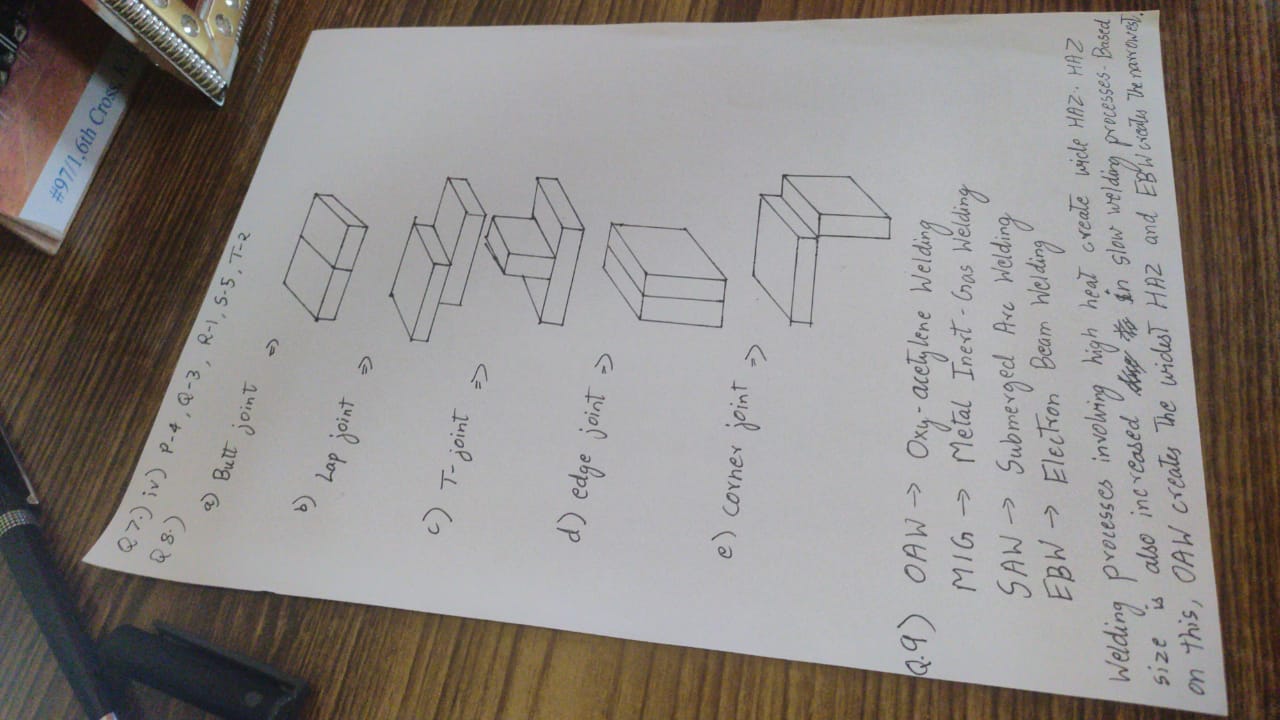 #97/1, 6th Cross, K.
Q 7.) iv) P-4, Q-3, R-1, S-5, T-2
Q 8.)
a) Butt joint ⇒
b) Lap joint ⇒
c) T-joint ⇒
d) edge joint ⇒
e) corner joint ⇒
Q.9) OAW → Oxy-acetylene Welding
MIG → Metal Inert-Gas Welding
SAW → Submerged Arc Welding
EBW → Electron Beam Welding
Welding processes involving high heat create wide HAZ. HAZ
size is also increased in slow welding processes. Based
on this, OAW creates the widest HAZ and EBW creates the narrowest.